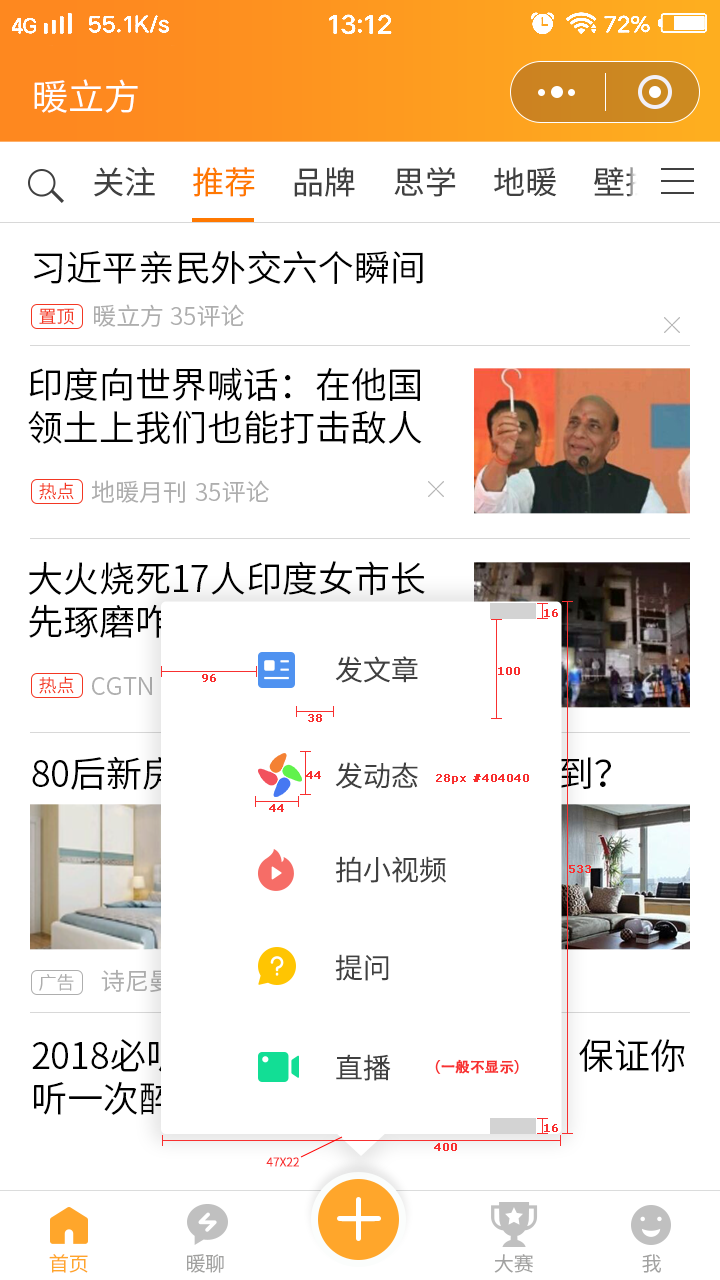 4G 55.1K/s 13:12 72%
暖立方
关注 推荐 品牌 思学 地暖
习近平亲民外交六个瞬间
置顶 暖立方 35评论
印度向世界喊话：在他国
领土上我们也能打击敌人
热点 地暖月刊 35评论
大火烧死17人印度女市长
先琢磨咋
热点 CGTN
16
发文章
96
100
38
80后新房
到？
发动态
44
44
28px #404040
拍小视频
533
提问
广告 诗尼曼
直播 （一般不显示）
2018必听
保证你
听一次醉
16
400
47X22
首页 暖聊 大赛 我